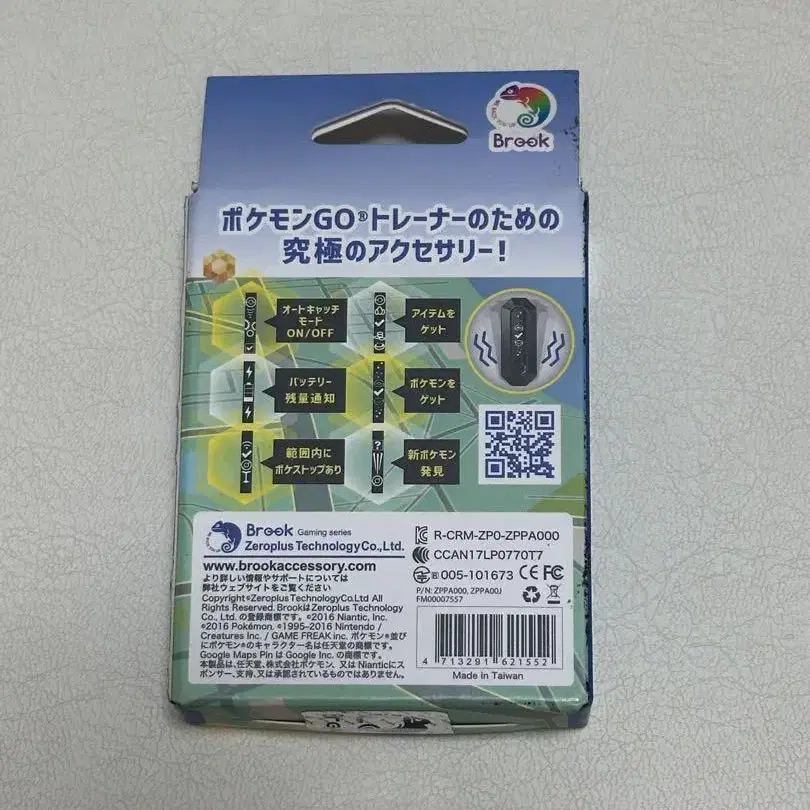 Brook
ポケモンGO®トレーナーのための
究極のアクセサリー!
オートキャッチ
モード
ON/OFF
アイテムを
ゲット
バッテリー
残量通知
ポケモンを
ゲット
範囲内に
ポケストップあり
新ポケモン
発見
Brook Gaming series
Zeroplus Technology Co., Ltd.
www.brookaccessory.com
より詳しい情報やサポートについては
弊社ウェブサイトをご覧ください
Copyright©Zeroplus Technology Co.Ltd All
Rights Reserved. BrookはZeroplus Technology
Co., Ltd. の登録商標です。©2016 Niantic, Inc.
©2016 Pokémon. ©1995–2016 Nintendo /
Creatures Inc. / GAME FREAK inc. ポケモン®並び
にポケモン®のキャラクター名は任天堂の商標です。
Google Maps Pin は Google Inc. の商標です。
本製品は、任天堂、株式会社ポケモン、又は Nianticにス
ポンサー、支持、又は承認されているものではありません。
R-CRM-ZP0-ZPPA000
CCAN17LP0770T7
R 005-101673 CE FC
P/N: ZPPA000, ZPPA00J
FM00007557
4 713291 621552
Made in Taiwan